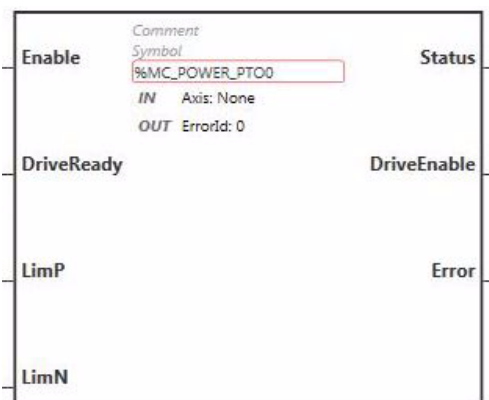 Comment
Enable
Symbol
Status
%MC_POWER_PTO0
IN Axis: None
OUT ErrorId: 0
DriveReady
DriveEnable
LimP
Error
LimN